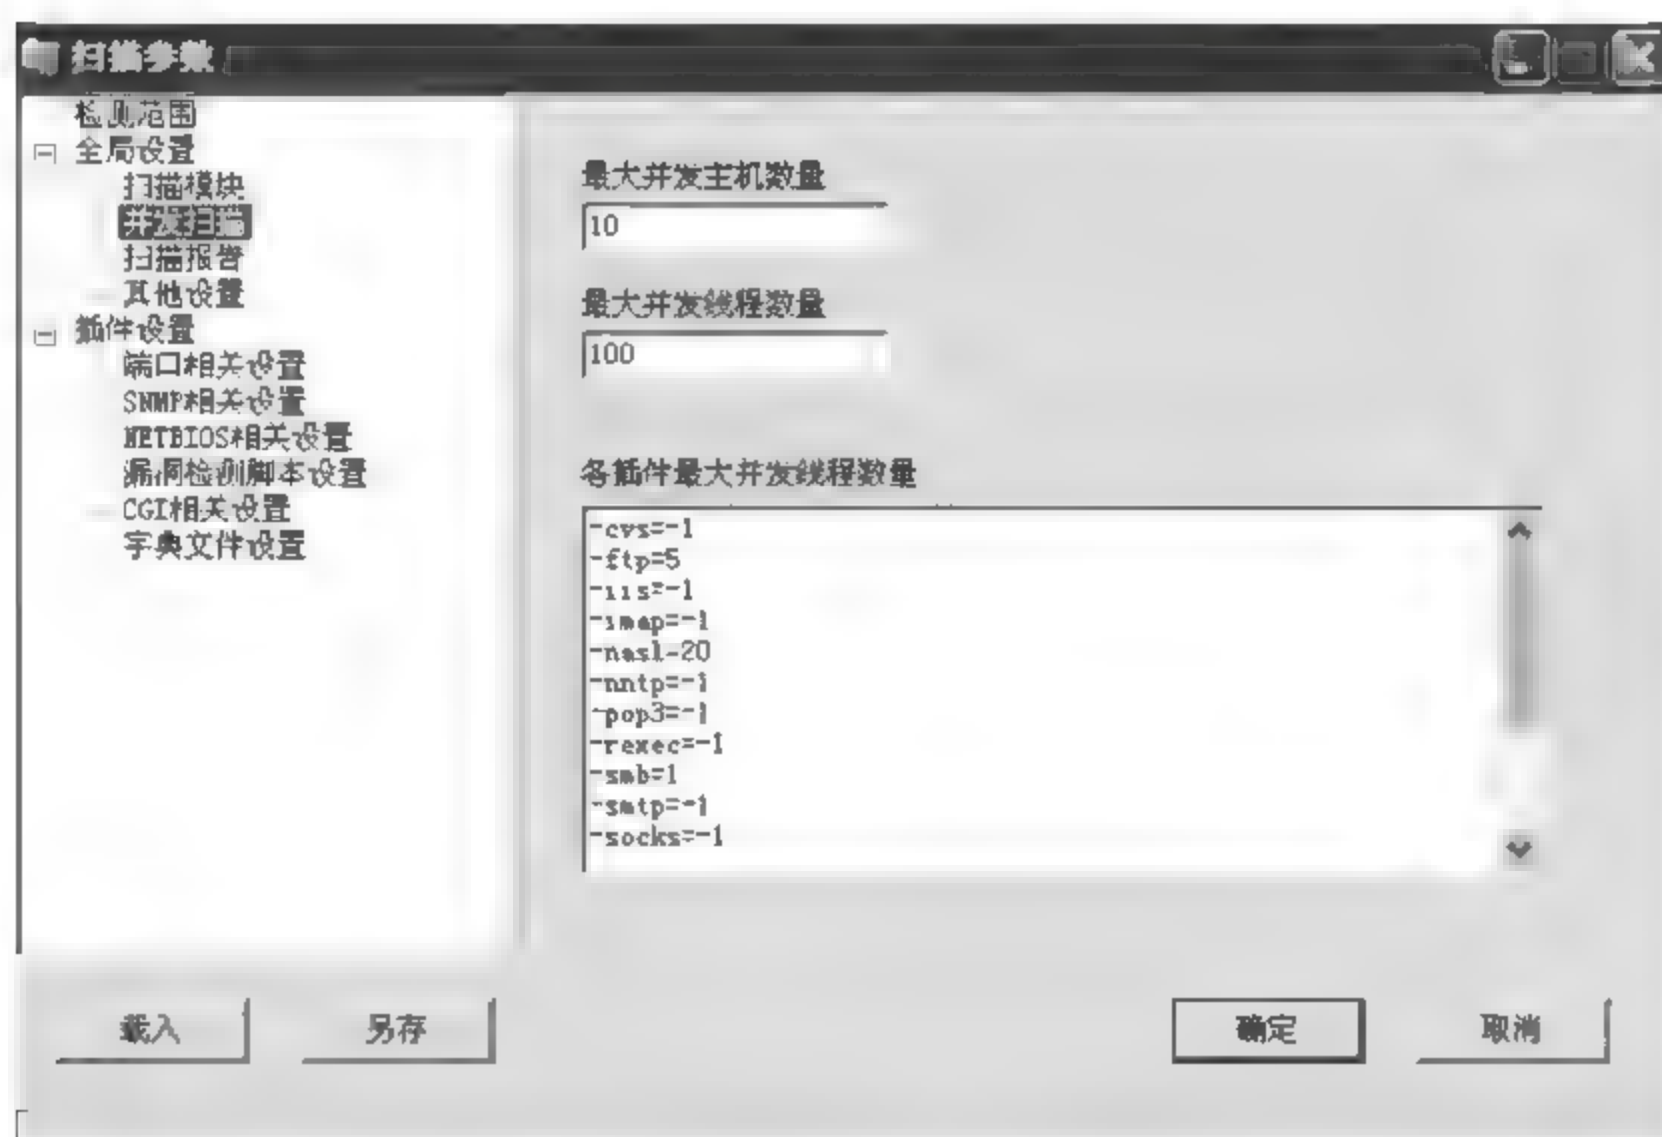 扫描参数
检测范围
全局设置
扫描模块
并发扫描
扫描报告
其他设置
插件设置
端口相关设置
SNMP相关设置
NETBIOS相关设置
漏洞检测脚本设置
CGI相关设置
字典文件设置
最大并发主机数量
10
最大并发线程数量
100
各插件最大并发线程数量
-cvs=-1
-ftp=5
-iis=-1
-imap=-1
-nasl-20
-nntp=-1
-pop3=-1
-rexec=-1
-smb=1
-smtp=-1
-socks=-1
载入
另存
确定
取消